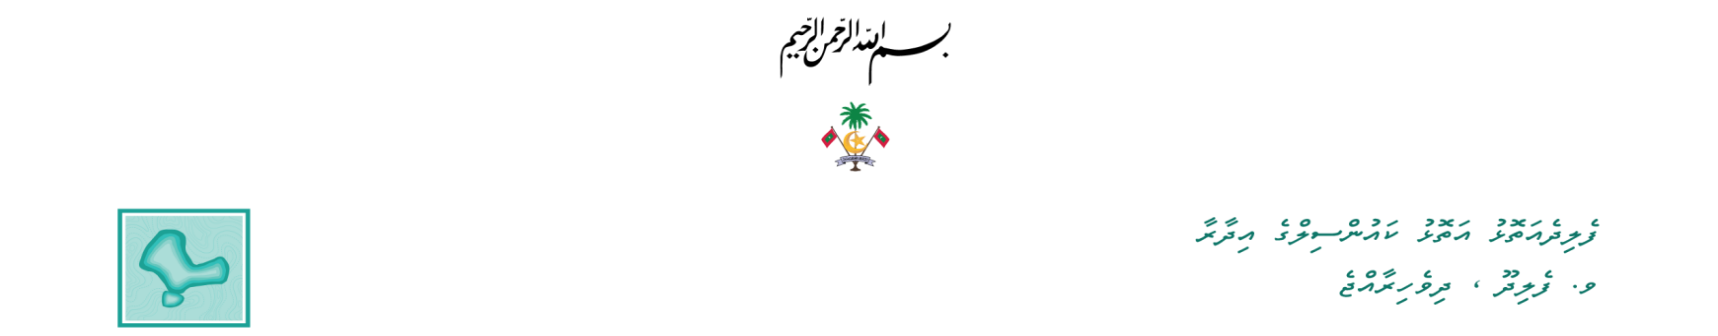 بسم الله الرحمن الرحيم
ފެލިދެއަތޮޅު އަތޮޅު ކައުންސިލްގެ އިދާރާ
ވ. ފެލިދޫ ، ދިވެހިރާއްޖެ